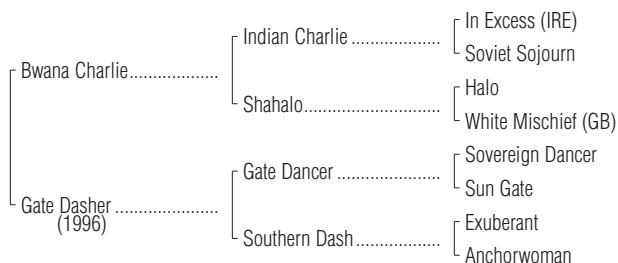 In Excess (IRE)
Indian Charlie....................
Soviet Sojourn
Bwana Charlie....................
Halo
Shahalo..............................
White Mischief (GB)
Sovereign Dancer
Gate Dancer.......................
Sun Gate
Gate Dasher.......................
(1996)
Exuberant
Southern Dash...................
Anchorwoman